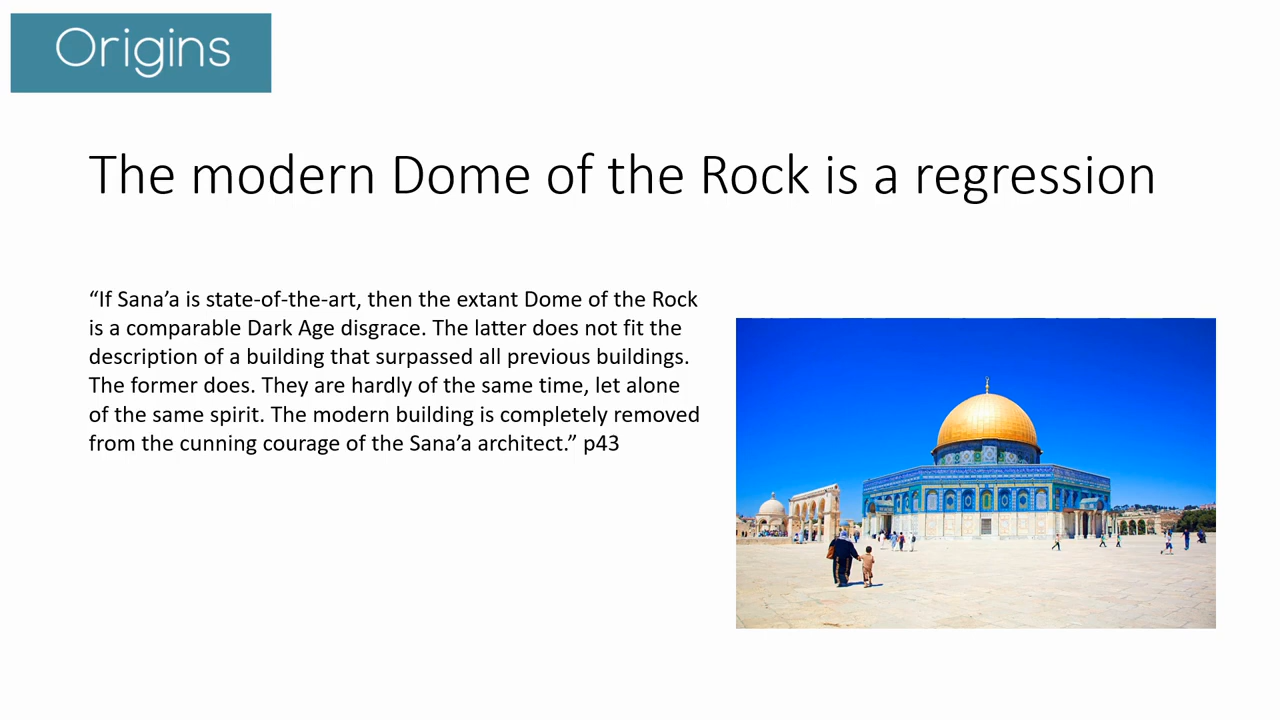 Origins
The modern Dome of the Rock is a regression
“If Sana’a is state-of-the-art, then the extant Dome of the Rock
is a comparable Dark Age disgrace. The latter does not fit the
description of a building that surpassed all previous buildings.
The former does. They are hardly of the same time, let alone
of the same spirit. The modern building is completely removed
from the cunning courage of the Sana’a architect.” p43